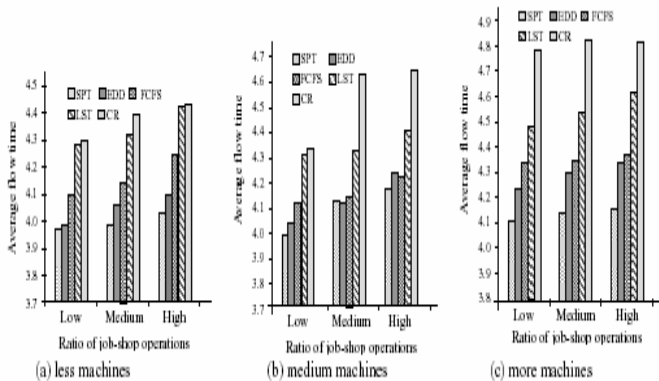 Average flow time
4.5
4.4
4.3
4.2
4.1
4.0
3.9
3.8
3.7
SPT EDD FCFS
LST CR
Low Medium High
Ratio of job-shop operations
(a) less machines
Average flow time
4.7
4.6
4.5
4.4
4.3
4.2
4.1
4.0
3.9
3.8
3.7
SPT EDD
FCFS LST
CR
Low Medium High
Ratio of job-shop operations
(b) medium machines
Average flow time
4.9
4.8
4.7
4.6
4.5
4.4
4.3
4.2
4.1
4.0
3.9
3.8
SPT EDD FCFS
LST CR
Low Medium High
Ratio of job-shop operations
(c) more machines